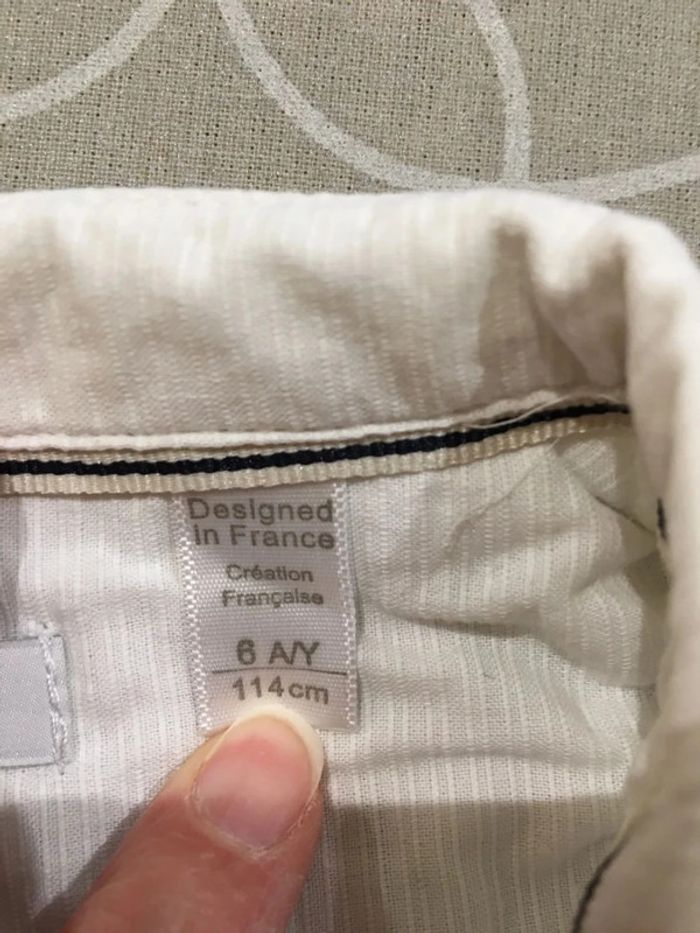 Designed
in France
Création
Française
6 A/Y
114cm